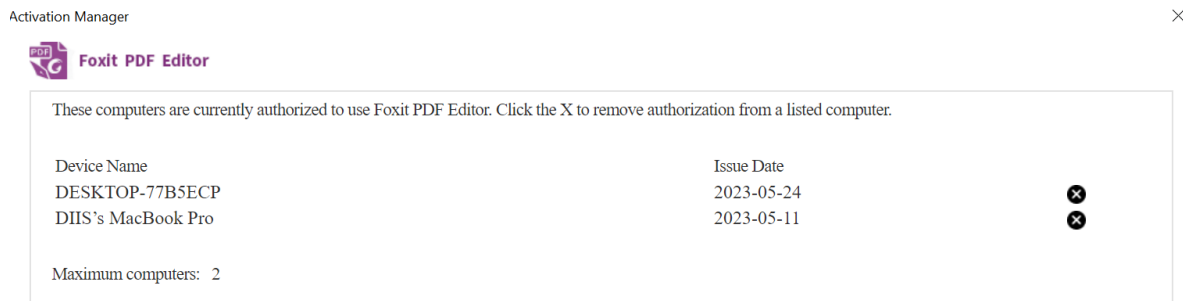 Activation Manager
PDF
Foxit PDF Editor
These computers are currently authorized to use Foxit PDF Editor. Click the X to remove authorization from a listed computer.
Device Name Issue Date
DESKTOP-77B5ECP 2023-05-24
DIIS’s MacBook Pro 2023-05-11
Maximum computers: 2